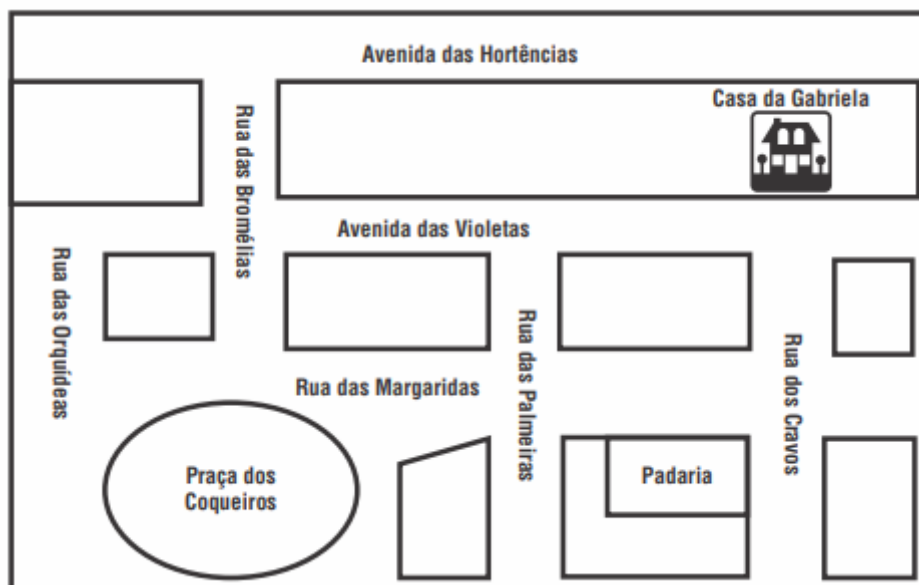 Avenida das Hortências
Casa da Gabriela
Rua das Bromélias
Avenida das Violetas
Rua das Orquídeas
Rua das Palmeiras
Rua dos Cravos
Rua das Margaridas
Praça dos
Coqueiros
Padaria